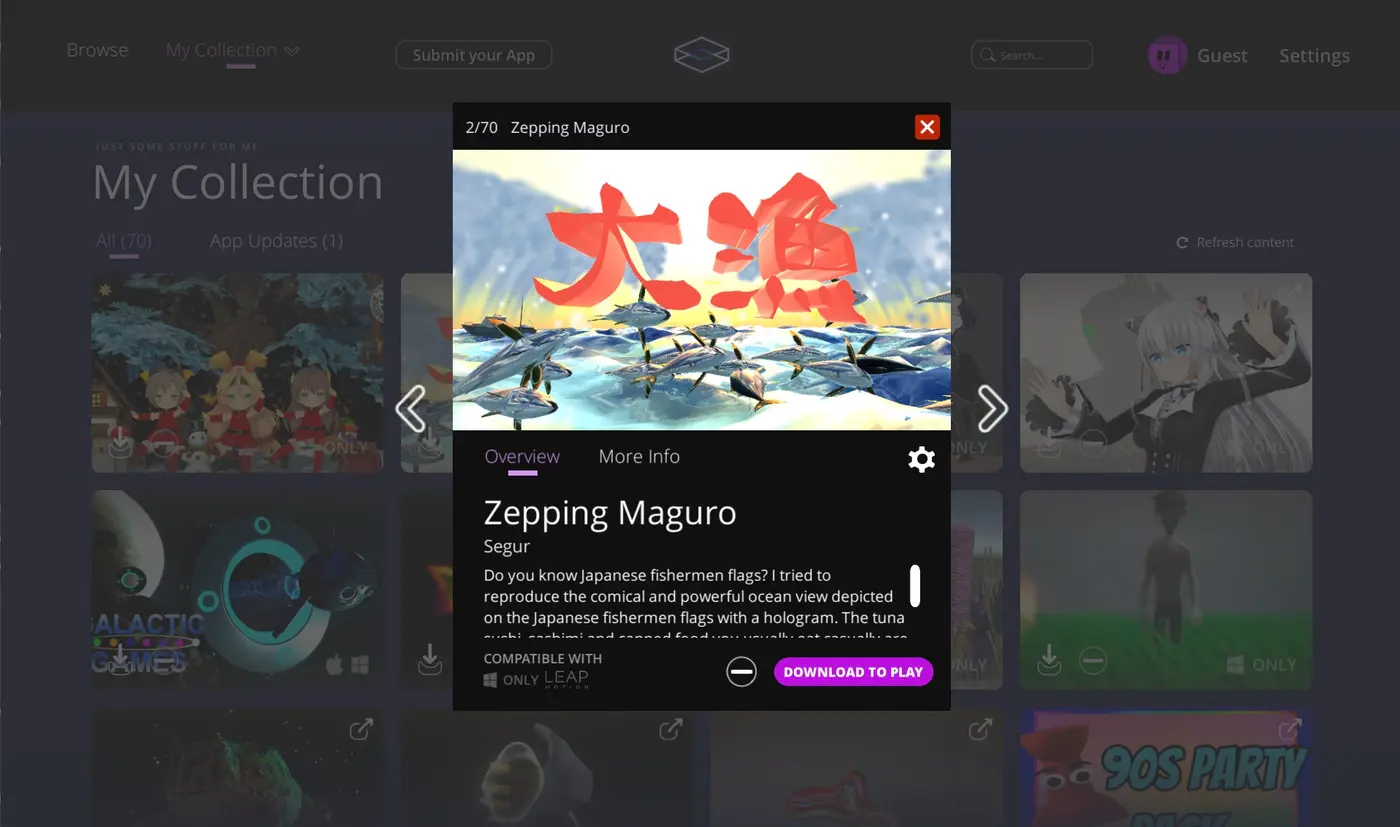 Browse
My Collection
Submit your App
Search...
Guest
Settings
2/70 Zepping Maguro
JUST SOME STUFF FOR ME
My Collection
All (70)
App Updates (1)
Refresh content
大漁
ONLY
ONLY
Overview
More Info
Zepping Maguro
Segur
Do you know Japanese fishermen flags? I tried to
reproduce the comical and powerful ocean view depicted
on the Japanese fishermen flags with a hologram. The tuna
sushi, sashimi and canned food you usually eat casually are
COMPATIBLE WITH
ONLY LEAP
MOTION
DOWNLOAD TO PLAY
GALACTIC
GAMES
ONLY
ONLY
90S PARTY
PACK